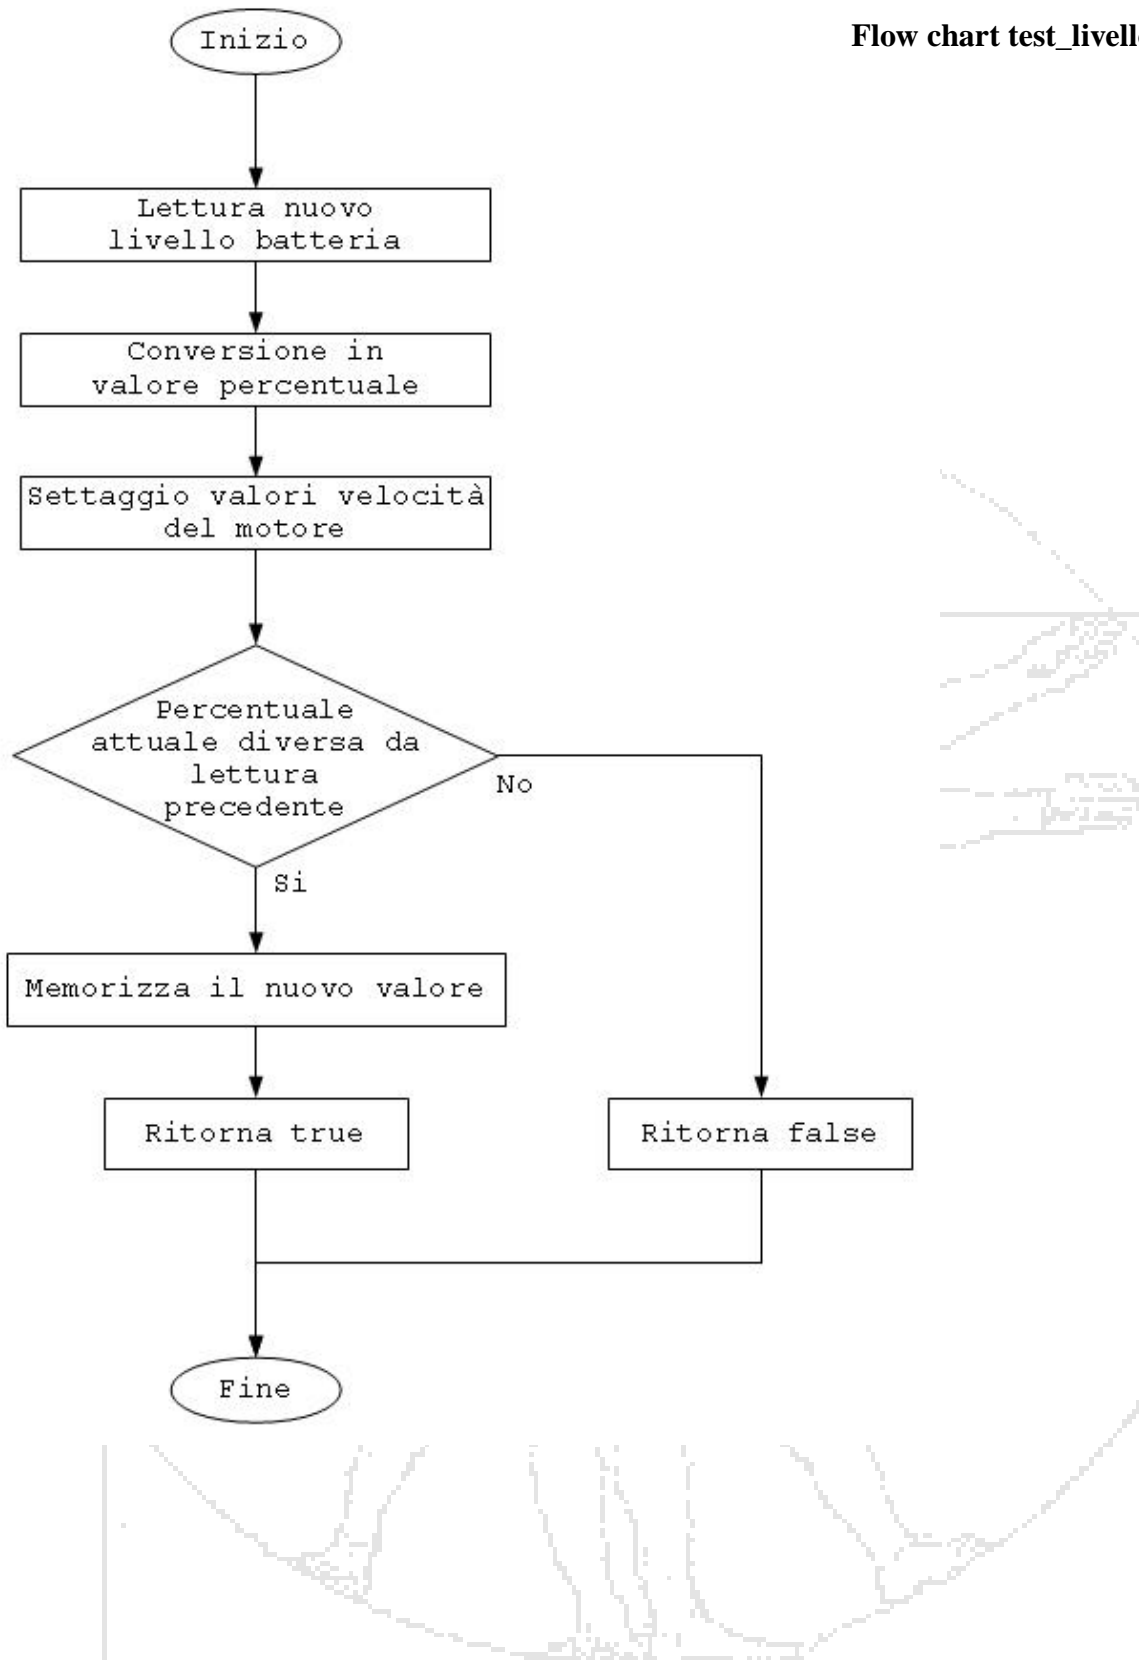 Inizio
Flow chart test_livell
Lettura nuovo
livello batteria
Conversione in
valore percentuale
Settaggio valori velocità
del motore
Percentuale
attuale diversa da
lettura
precedente
No
Si
Memorizza il nuovo valore
Ritorna true
Ritorna false
Fine